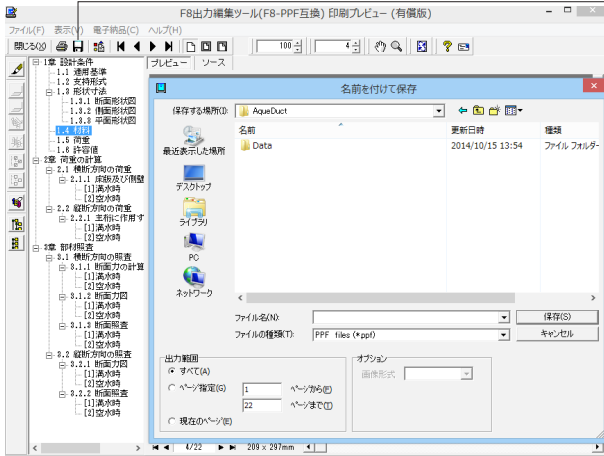 F8出力編集ツール(F8-PPF互換) 印刷プレビュー (有償版)
ファイル(F) 表示(V) 電子納品(C) ヘルプ(H)
閉じる(X) 100 4
プレビュー ソース
1章 設計条件
1.1 適用基準
1.2 支持形式
1.3 形状寸法
1.3.1 断面形状図
1.3.2 側面形状図
1.3.3 平面形状図
1.4 材料
1.5 荷重
1.6 許容値
2章 荷重の計算
2.1 横断方向の荷重
2.1.1 床版及び側壁
[1]満水時
[2]空水時
2.2 縦断方向の荷重
2.2.1 主桁に作用す
[1]満水時
[2]空水時
3章 部材照査
3.1 横断方向の照査
3.1.1 断面力の計算
[1]満水時
[2]空水時
3.1.2 断面力図
[1]満水時
[2]空水時
3.1.3 断面照査
[1]満水時
[2]空水時
3.2 縦断方向の照査
3.2.1 断面力図
[1]満水時
[2]空水時
3.2.2 断面照査
[1]満水時
[2]空水時
名前を付けて保存
保存する場所(I): AqueDuct
名前 更新日時 種類
Data 2014/10/15 13:54 ファイル フォルダー
最近表示した場所
デスクトップ
ライブラリ
PC
ネットワーク
ファイル名(N): 保存(S)
ファイルの種類(T): PPF files (*.ppf) キャンセル
出力範囲
すべて(A)
ページ指定(G) 1 ページから(F)
22 ページまで(T)
現在のページ(E)
オプション
画像形式
4/22 209 x 297mm